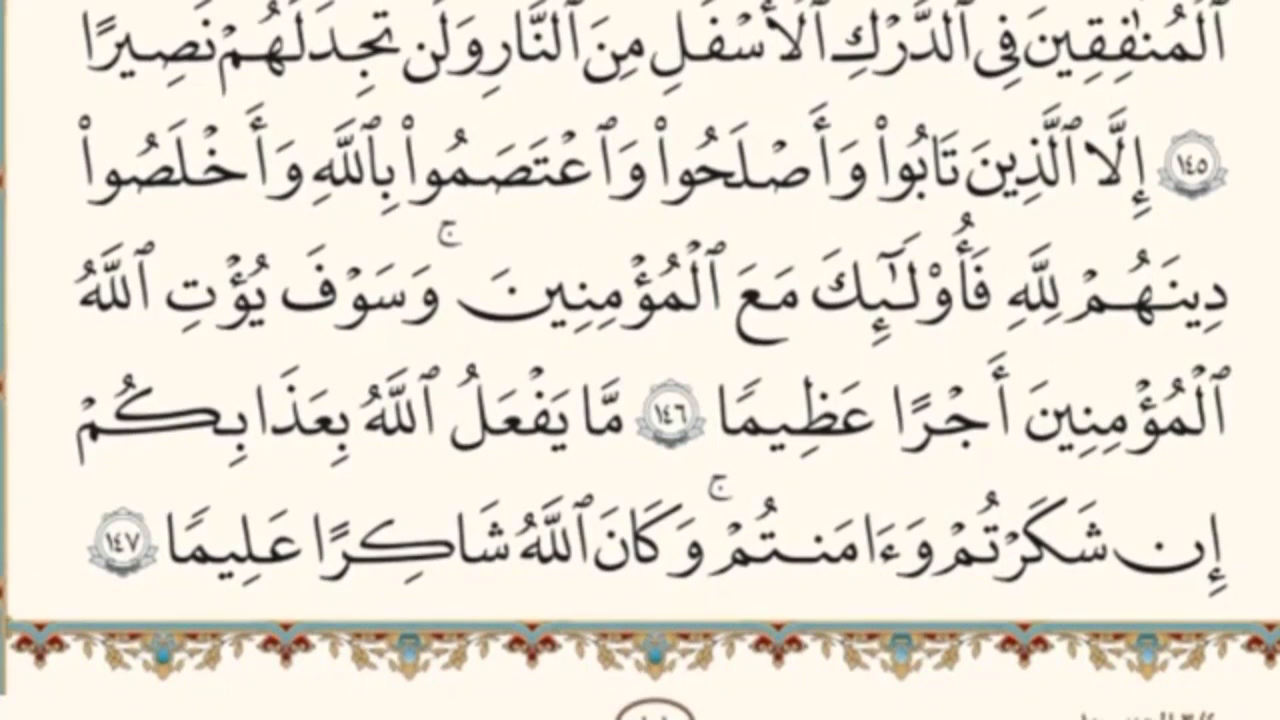 ٱلْمُنَٰفِقِينَ فِى ٱلدَّرْكِ ٱلْأَسْفَلِ مِنَ ٱلنَّارِ وَلَن تَجِدَ لَهُمْ نَصِيرًا
١٤٥ إِلَّا ٱلَّذِينَ تَابُوا۟ وَأَصْلَحُوا۟ وَٱعْتَصَمُوا۟ بِٱللَّهِ وَأَخْلَصُوا۟
دِينَهُمْ لِلَّهِ فَأُو۟لَٰٓئِكَ مَعَ ٱلْمُؤْمِنِينَ ۚ وَسَوْفَ يُؤْتِ ٱللَّهُ
ٱلْمُؤْمِنِينَ أَجْرًا عَظِيمًا ١٤٦ مَّا يَفْعَلُ ٱللَّهُ بِعَذَابِكُمْ
إِن شَكَرْتُمْ وَءَامَنتُمْ ۚ وَكَانَ ٱللَّهُ شَاكِرًا عَلِيمًا ١٤٧